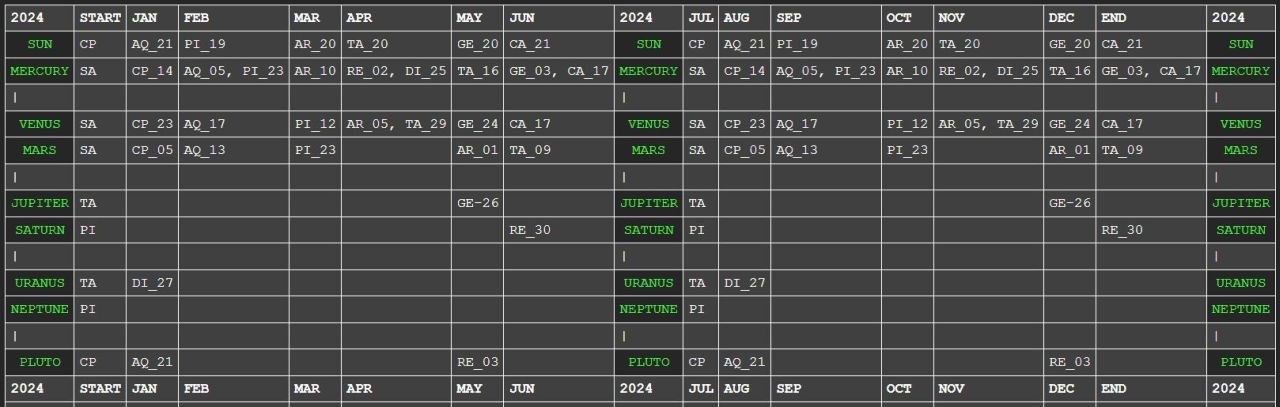 2024 START JAN FEB MAR APR MAY JUN 2024 JUL AUG SEP OCT NOV DEC END 2024
SUN CP AQ_21 PI_19 AR_20 TA_20 GE_20 CA_21 SUN CP AQ_21 PI_19 AR_20 TA_20 GE_20 CA_21 SUN
MERCURY SA CP_14 AQ_05, PI_23 AR_10 RE_02, DI_25 TA_16 GE_03, CA_17 MERCURY SA CP_14 AQ_05, PI_23 AR_10 RE_02, DI_25 TA_16 GE_03, CA_17 MERCURY
| | |
VENUS SA CP_23 AQ_17 PI_12 AR_05, TA_29 GE_24 CA_17 VENUS SA CP_23 AQ_17 PI_12 AR_05, TA_29 GE_24 CA_17 VENUS
MARS SA CP_05 AQ_13 PI_23 AR_01 TA_09 MARS SA CP_05 AQ_13 PI_23 AR_01 TA_09 MARS
| | |
JUPITER TA GE-26 JUPITER TA GE-26 JUPITER
SATURN PI RE_30 SATURN PI RE_30 SATURN
| | |
URANUS TA DI_27 URANUS TA DI_27 URANUS
NEPTUNE PI NEPTUNE PI NEPTUNE
| | |
PLUTO CP AQ_21 RE_03 PLUTO CP AQ_21 RE_03 PLUTO
2024 START JAN FEB MAR APR MAY JUN 2024 JUL AUG SEP OCT NOV DEC END 2024